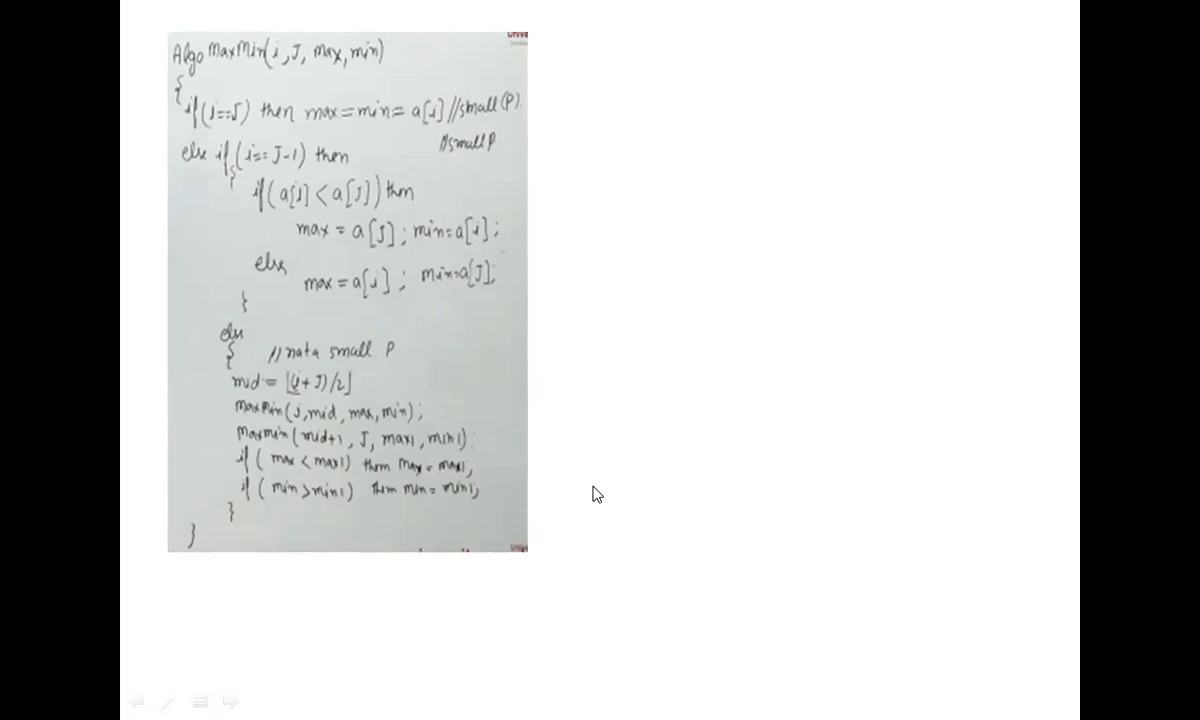 UNIVE
Algo maxMin(i, J, max, min)
{
if(i==J) then max=min= a[i] //small(P).
//small P
else if(i== J-1) then
{
if(a[i] < a[J]) then
max = a[J]; min=a[i];
else
max=a[i]; min=a[J];
}
else
{ //not a small P
mid = ⌊(i+J)/2⌋
maxMin(i, mid, max, min);
maxmin(mid+1, J, max1, min1);
if( max < max1) then max = max1;
if( min > min1) then min = min1;
}
}